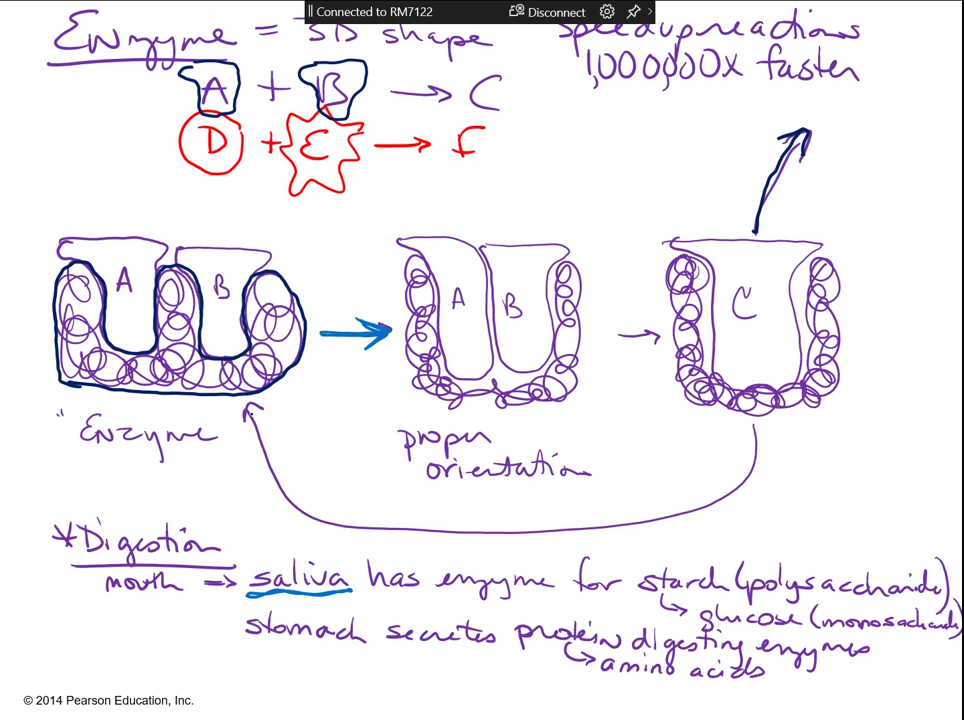 Connected to RM7122 Disconnect
Enzyme = 3D shape
speed up reactions
1,000,000x faster
A + B → C
D + E → F
A B
A B
C
Enzyme
proper
orientation
*Digestion
mouth → saliva has enzyme for starch (polysaccharide)
↳ glucose (monosaccharide)
stomach secretes protein digesting enzymes
↳ amino acids
© 2014 Pearson Education, Inc.